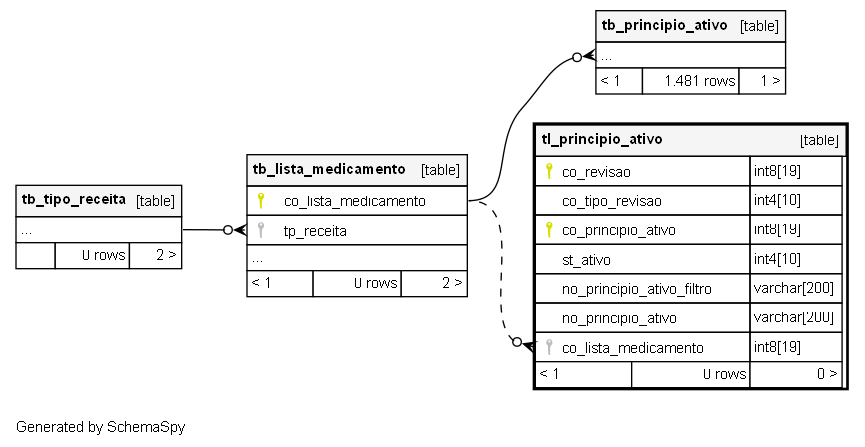 tb_principio_ativo [table]
...
< 1 1.481 rows 1 >
tl_principio_ativo [table]
co_revisao int8[19]
co_tipo_revisao int4[10]
co_principio_ativo int8[19]
st_ativo int4[10]
no_principio_ativo_filtro varchar[200]
no_principio_ativo varchar[200]
co_lista_medicamento int8[19]
< 1 0 rows 0 >
tb_lista_medicamento [table]
co_lista_medicamento
tp_receita
...
< 1 0 rows 2 >
tb_tipo_receita [table]
...
0 rows 2 >
Generated by SchemaSpy